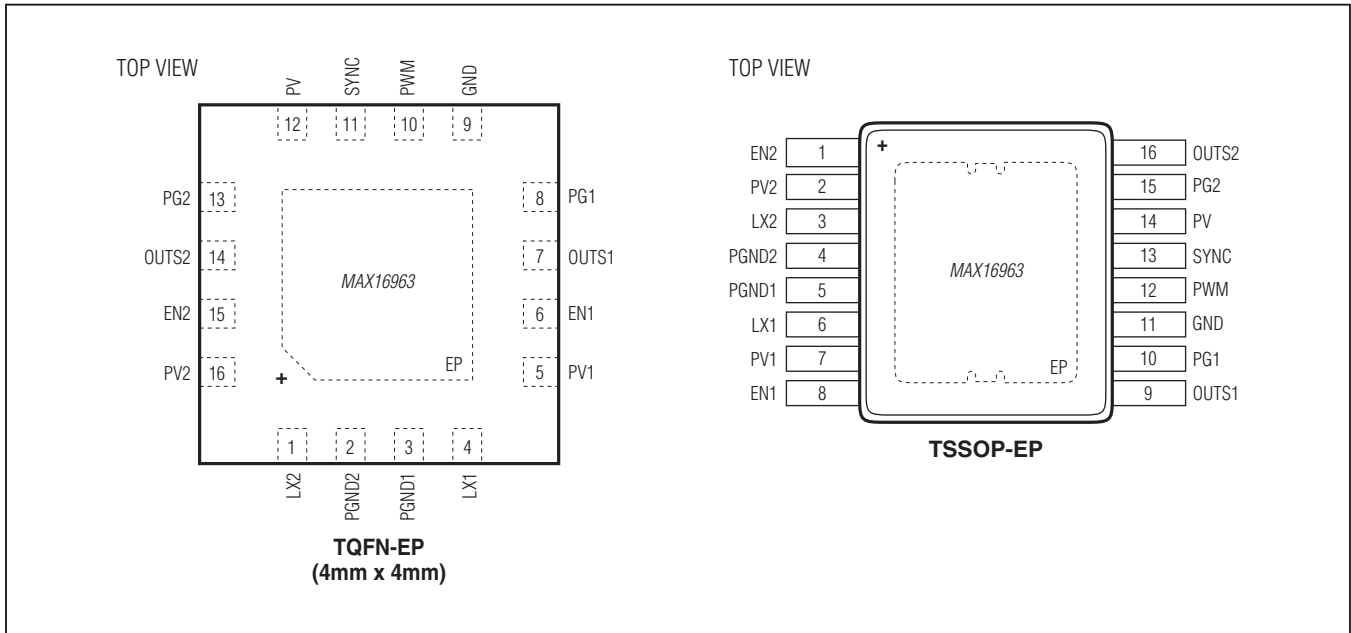 TOP VIEW
PV
SYNC
PWM
GND
12 11 10 9
PG2 13
OUTS2 14
EN2 15
PV2 16
8 PG1
7 OUTS1
6 EN1
5 PV1
MAX16963
EP
+
1 2 3 4
LX2
PGND2
PGND1
LX1
TQFN-EP
(4mm x 4mm)
TOP VIEW
+
EN2 1
PV2 2
LX2 3
PGND2 4
PGND1 5
LX1 6
PV1 7
EN1 8
MAX16963
EP
16 OUTS2
15 PG2
14 PV
13 SYNC
12 PWM
11 GND
10 PG1
9 OUTS1
TSSOP-EP